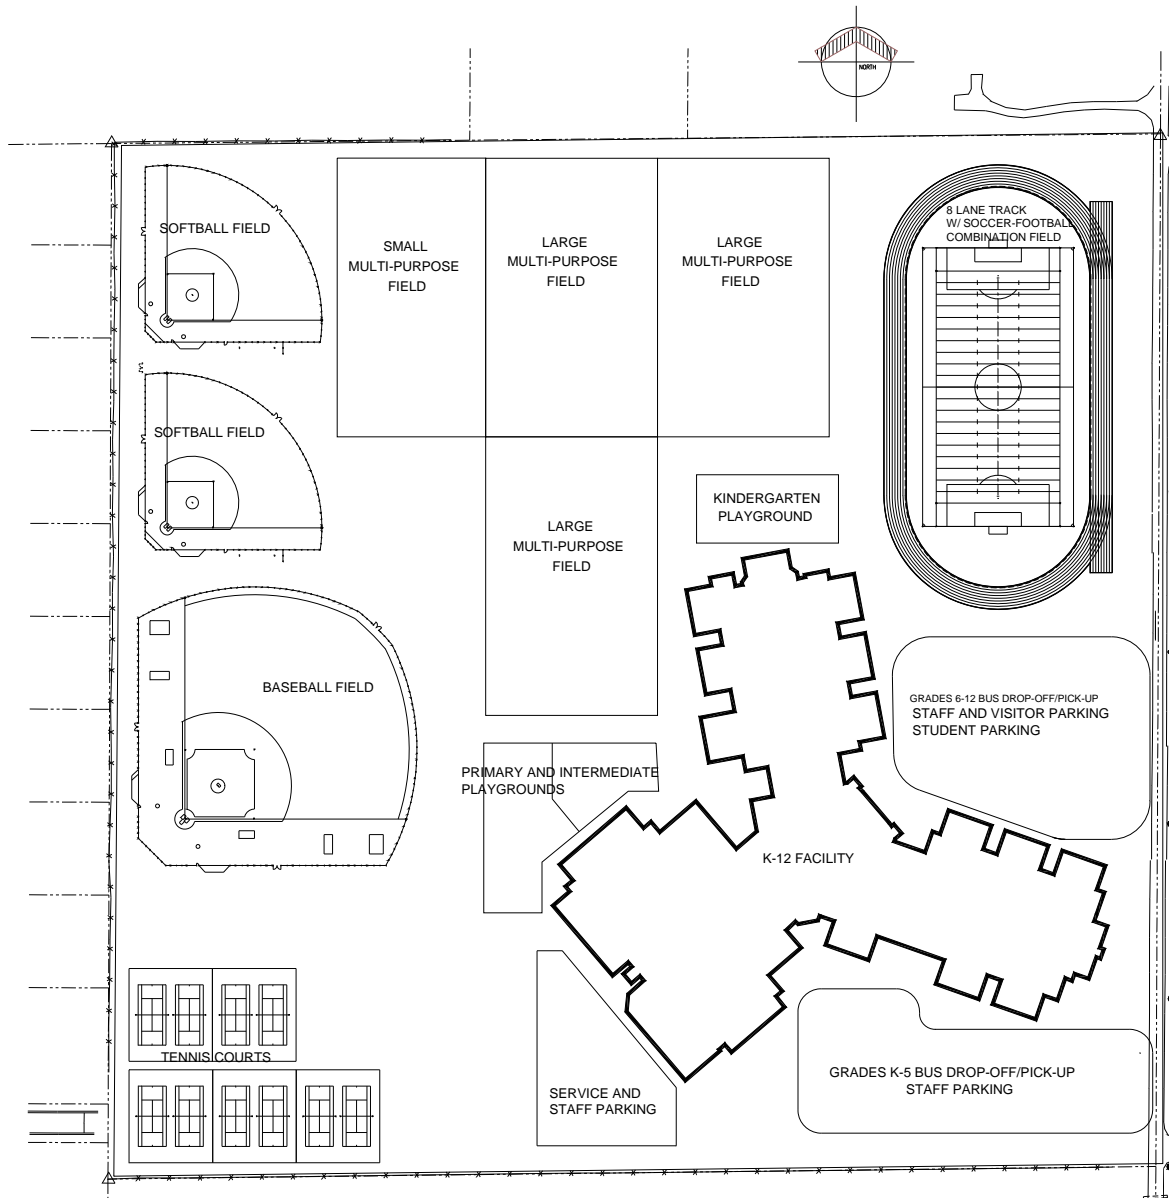 NORTH
8 LANE TRACK
W/ SOCCER-FOOTBALL
COMBINATION FIELD
SOFTBALL FIELD
SMALL
MULTI-PURPOSE
FIELD
LARGE
MULTI-PURPOSE
FIELD
LARGE
MULTI-PURPOSE
FIELD
SOFTBALL FIELD
KINDERGARTEN
PLAYGROUND
LARGE
MULTI-PURPOSE
FIELD
BASEBALL FIELD
GRADES 6-12 BUS DROP-OFF/PICK-UP
STAFF AND VISITOR PARKING
STUDENT PARKING
PRIMARY AND INTERMEDIATE
PLAYGROUNDS
K-12 FACILITY
TENNIS COURTS
SERVICE AND
STAFF PARKING
GRADES K-5 BUS DROP-OFF/PICK-UP
STAFF PARKING